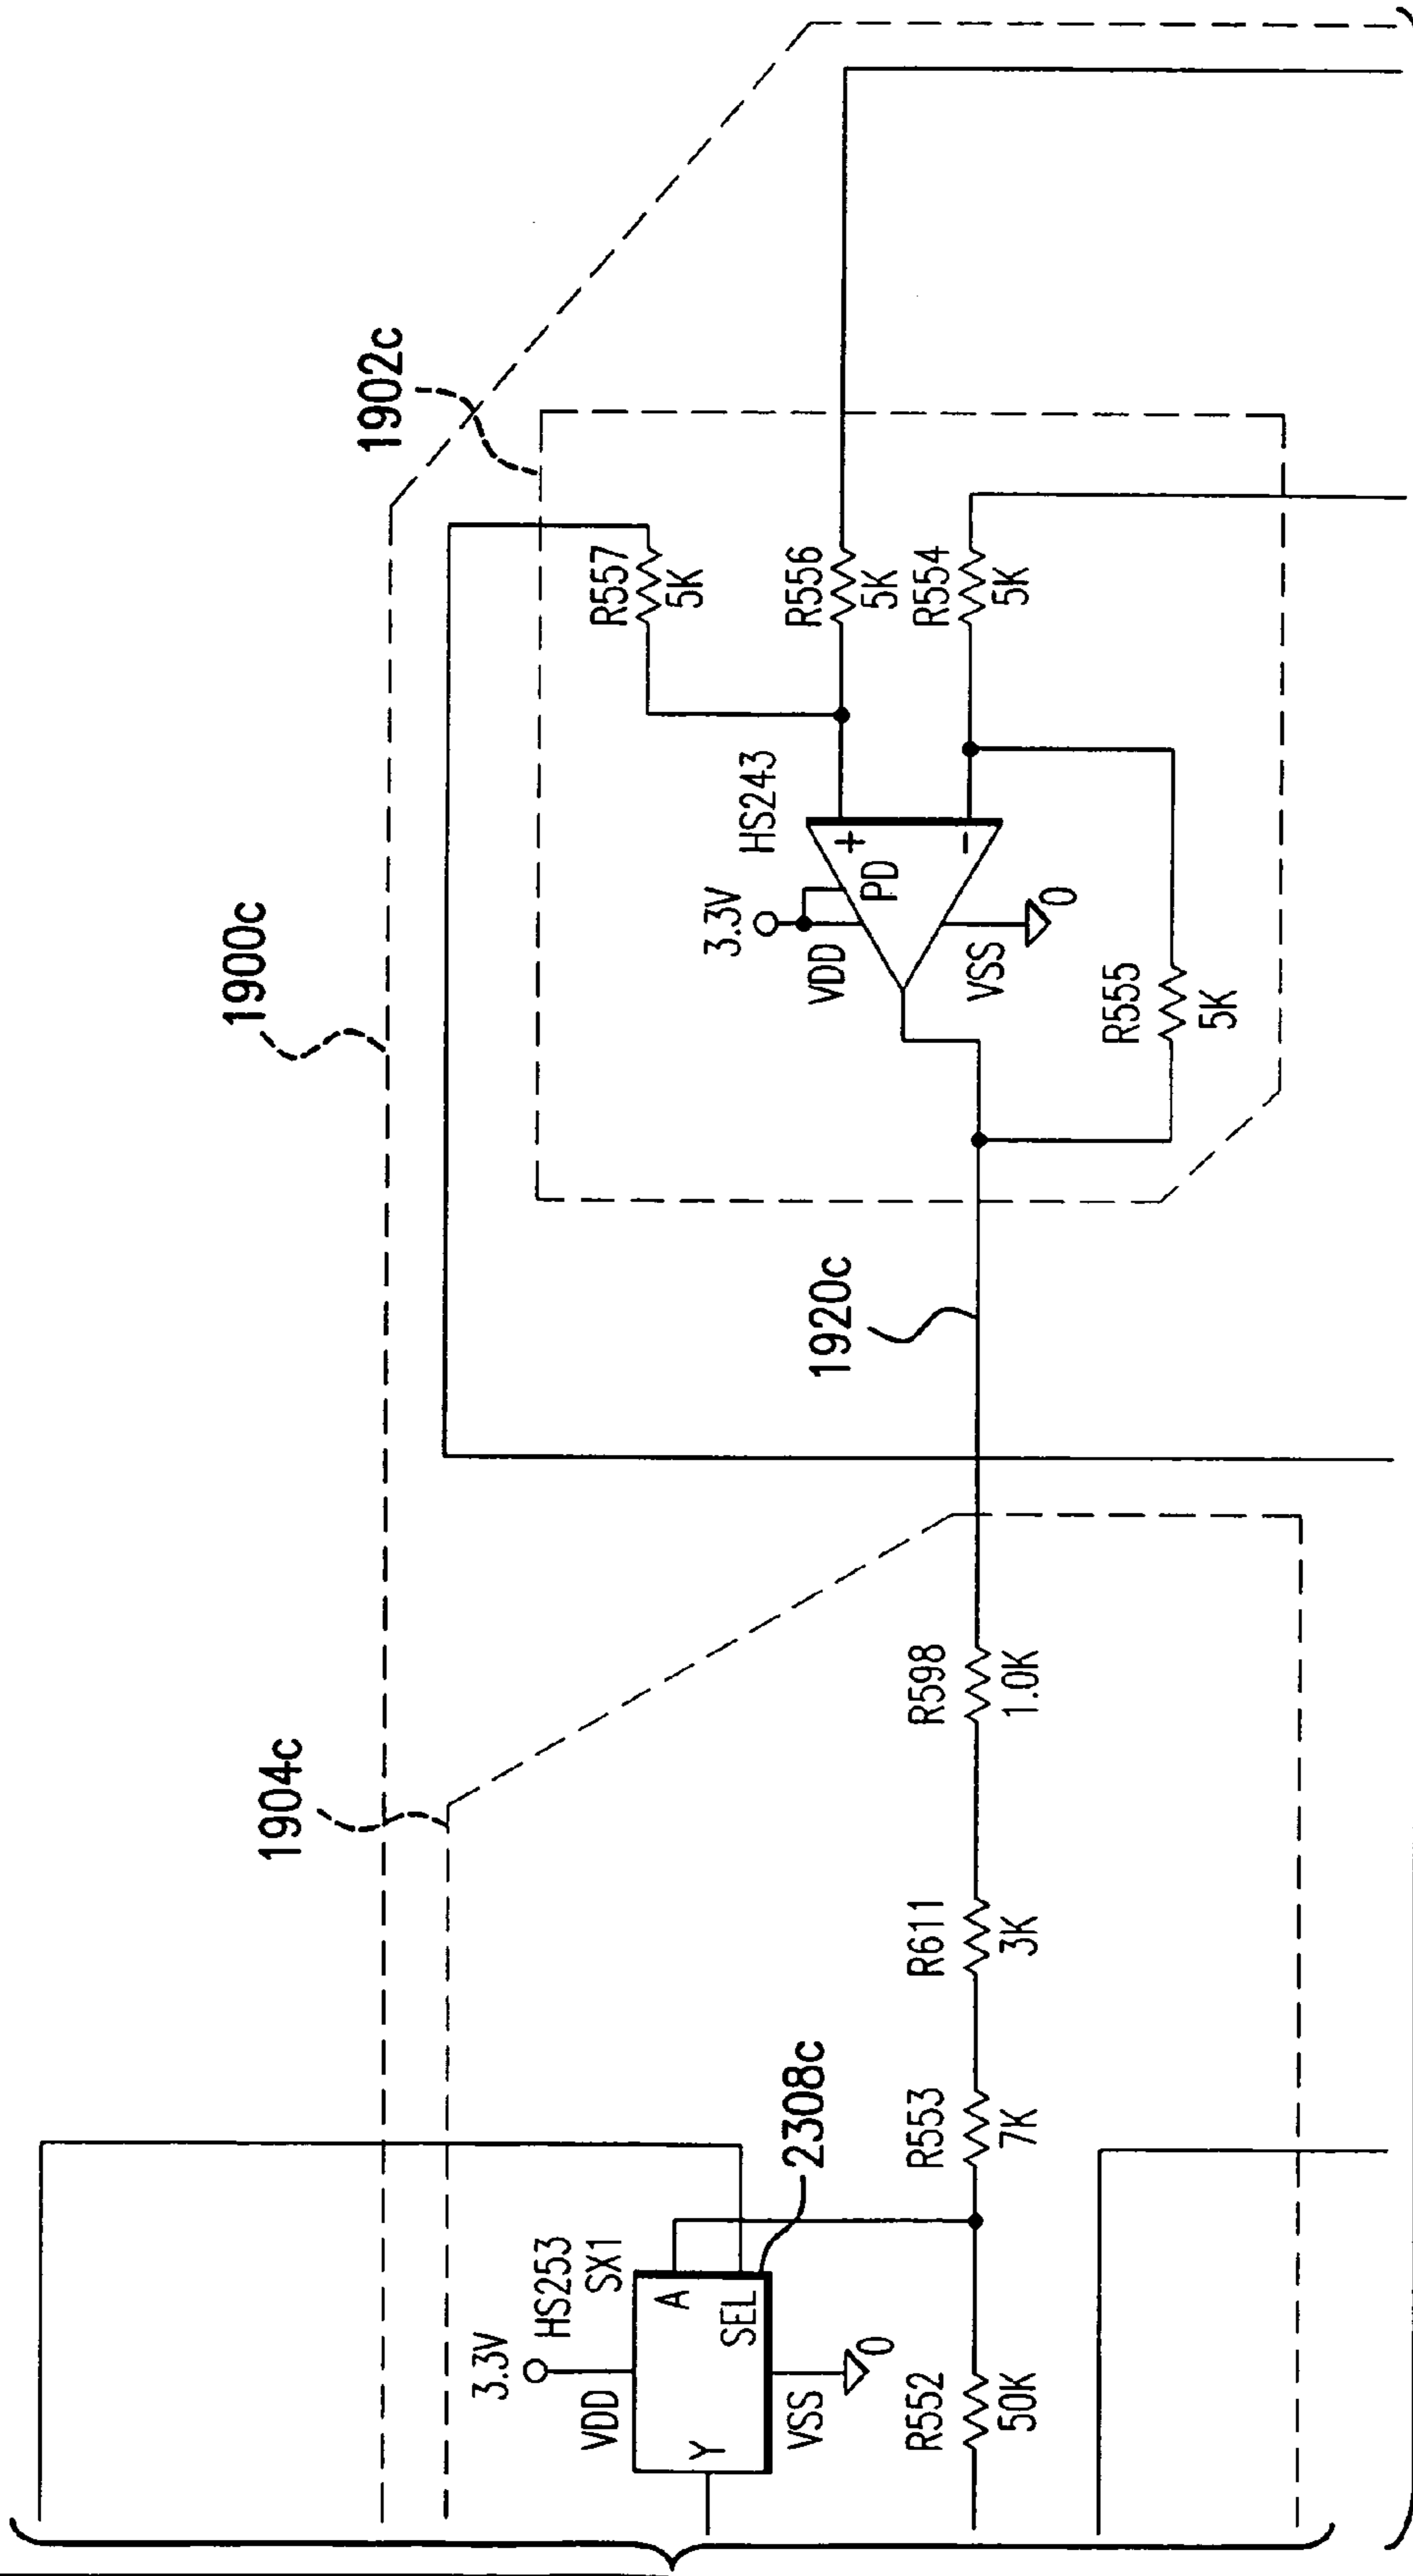 1900c
1902c
1904c
R557
5K
R556
5K
R554
5K
HS243
3.3V
+
PD
−
VDD
VSS
0
R555
5K
1920c
R598
1.0K
R611
3K
R553
7K
2308c
3.3V
HS253
SX1
VDD
A
SEL
Y
VSS
0
R552
50K